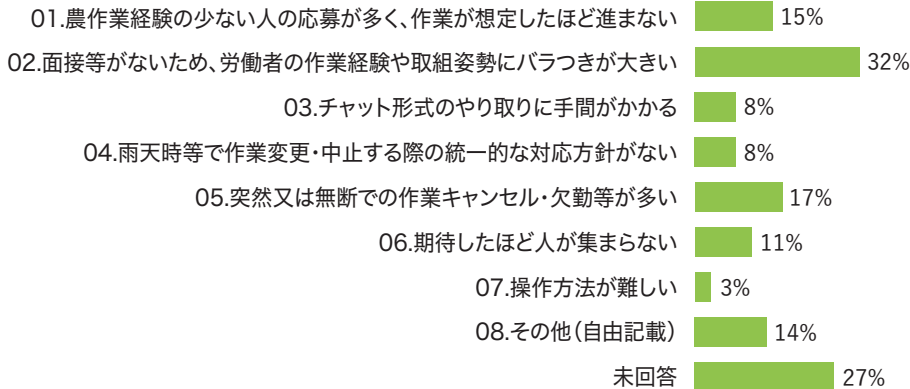 01.農作業経験の少ない人の応募が多く、作業が想定したほど進まない 15%
02.面接等がないため、労働者の作業経験や取組姿勢にバラつきが大きい 32%
03.チャット形式のやり取りに手間がかかる 8%
04.雨天時等で作業変更・中止する際の統一的な対応方針がない 8%
05.突然又は無断での作業キャンセル・欠勤等が多い 17%
06.期待したほど人が集まらない 11%
07.操作方法が難しい 3%
08.その他（自由記載） 14%
未回答 27%